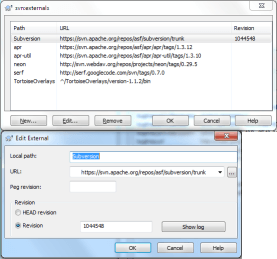 svn:externals
Path URL Revision
Subversion https://svn.apache.org/repos/asf/subversion/trunk 1044548
apr https://svn.apache.org/repos/asf/apr/apr/tags/1.3.12
apr-util https://svn.apache.org/repos/asf/apr/apr-util/tags/1.3.10
neon http://svn.webdav.org/repos/projects/neon/tags/0.29.5
serf http://serf.googlecode.com/svn/tags/0.7.0
TortoiseOverlays ^/TortoiseOverlays/version-1.1.2/bin
New... Edit... Remove OK Cancel Help
Edit External
Local path: Subversion
URL: https://svn.apache.org/repos/asf/subversion/trunk ...
Peg revision:
Revision
HEAD revision
Revision 1044548 Show log
OK Cancel Help